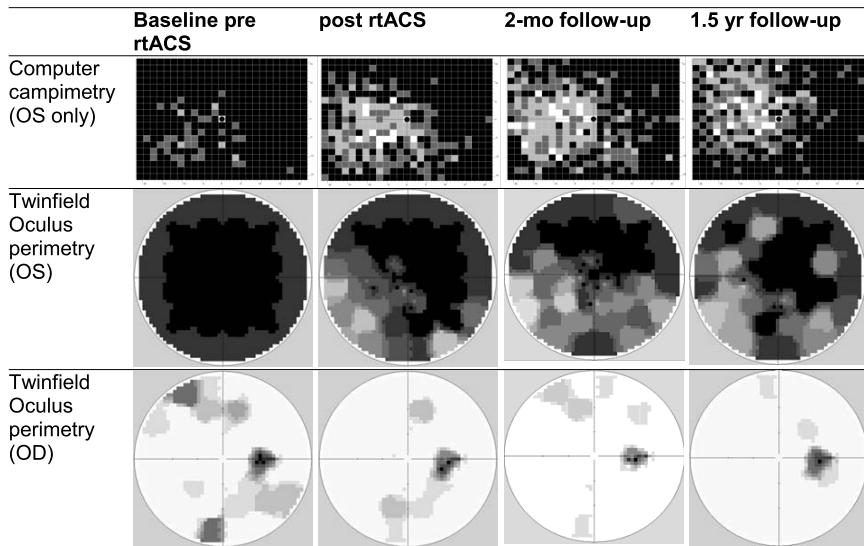 Baseline pre rtACS
post rtACS
2-mo follow-up
1.5 yr follow-up
Computer
campimetry
(OS only)
Twinfield
Oculus
perimetry
(OS)
Twinfield
Oculus
perimetry
(OD)